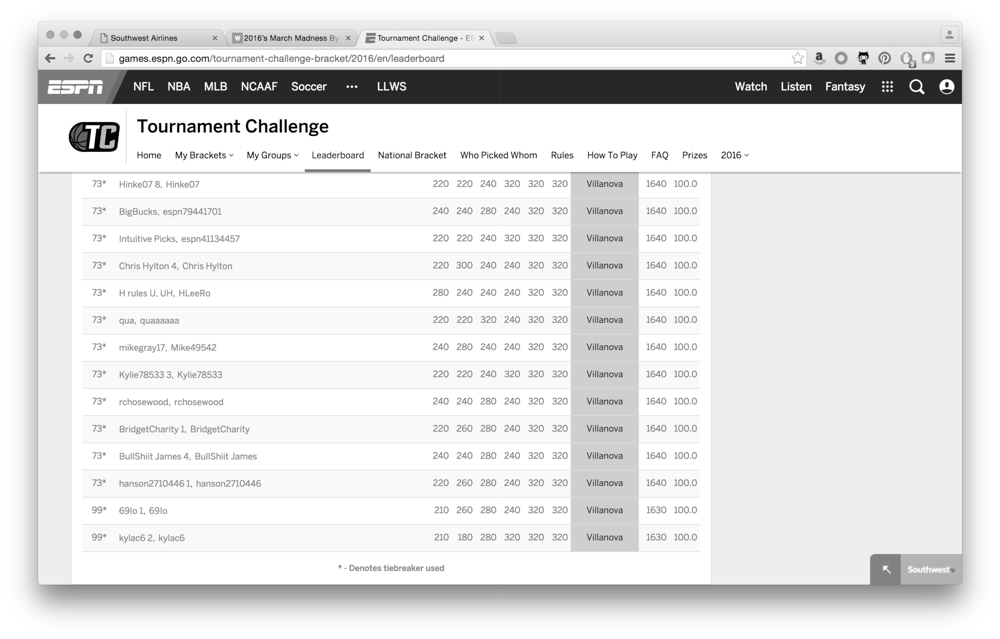 Southwest Airlines
2016's March Madness By
Tournament Challenge - ES
games.espn.go.com/tournament-challenge-bracket/2016/en/leaderboard
a
3
ESPN NFL NBA MLB NCAAF Soccer ••• LLWS Watch Listen Fantasy
TC
Tournament Challenge
Home My Brackets My Groups Leaderboard National Bracket Who Picked Whom Rules How To Play FAQ Prizes 2016
73* Hinke07 8, Hinke07 220 220 240 320 320 320 Villanova 1640 100.0
73* BigBucks, espn79441701 240 240 280 240 320 320 Villanova 1640 100.0
73* Intuitive Picks, espn41134457 220 220 240 320 320 320 Villanova 1640 100.0
73* Chris Hylton 4, Chris Hylton 220 300 240 240 320 320 Villanova 1640 100.0
73* H rules U, UH, HLeeRo 280 240 240 240 320 320 Villanova 1640 100.0
73* qua, quaaaaaa 220 220 320 240 320 320 Villanova 1640 100.0
73* mikegray17, Mike49542 240 280 240 240 320 320 Villanova 1640 100.0
73* Kylie78533 3, Kylie78533 220 220 240 320 320 320 Villanova 1640 100.0
73* rchosewood, rchosewood 240 240 280 240 320 320 Villanova 1640 100.0
73* BridgetCharity 1, BridgetCharity 220 260 280 240 320 320 Villanova 1640 100.0
73* BullShiit James 4, BullShiit James 240 240 280 240 320 320 Villanova 1640 100.0
73* hanson2710446 1, hanson2710446 220 260 280 240 320 320 Villanova 1640 100.0
99* 69lo 1, 69lo 210 260 280 240 320 320 Villanova 1630 100.0
99* kylac6 2, kylac6 210 180 280 320 320 320 Villanova 1630 100.0
* - Denotes tiebreaker used
Southwest